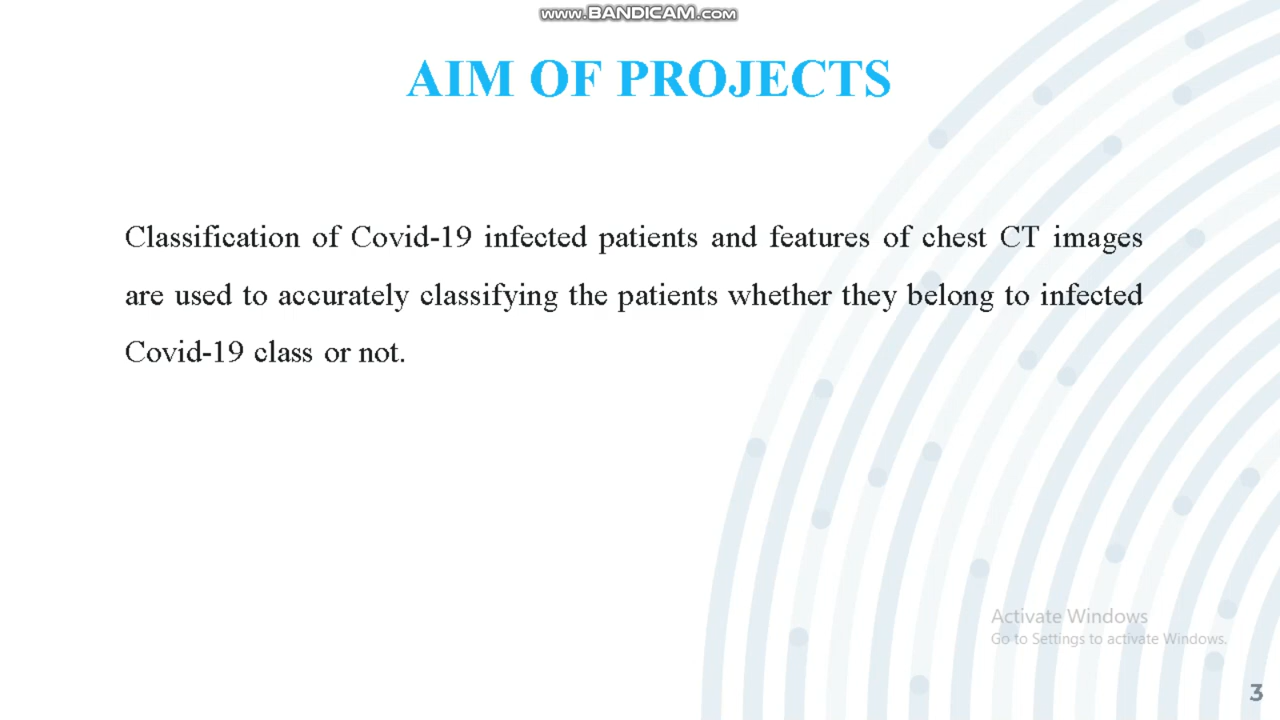 www.BANDICAM.com
AIM OF PROJECTS
Classification of Covid-19 infected patients and features of chest CT images
are used to accurately classifying the patients whether they belong to infected
Covid-19 class or not.
Activate Windows
Go to Settings to activate Windows.
3